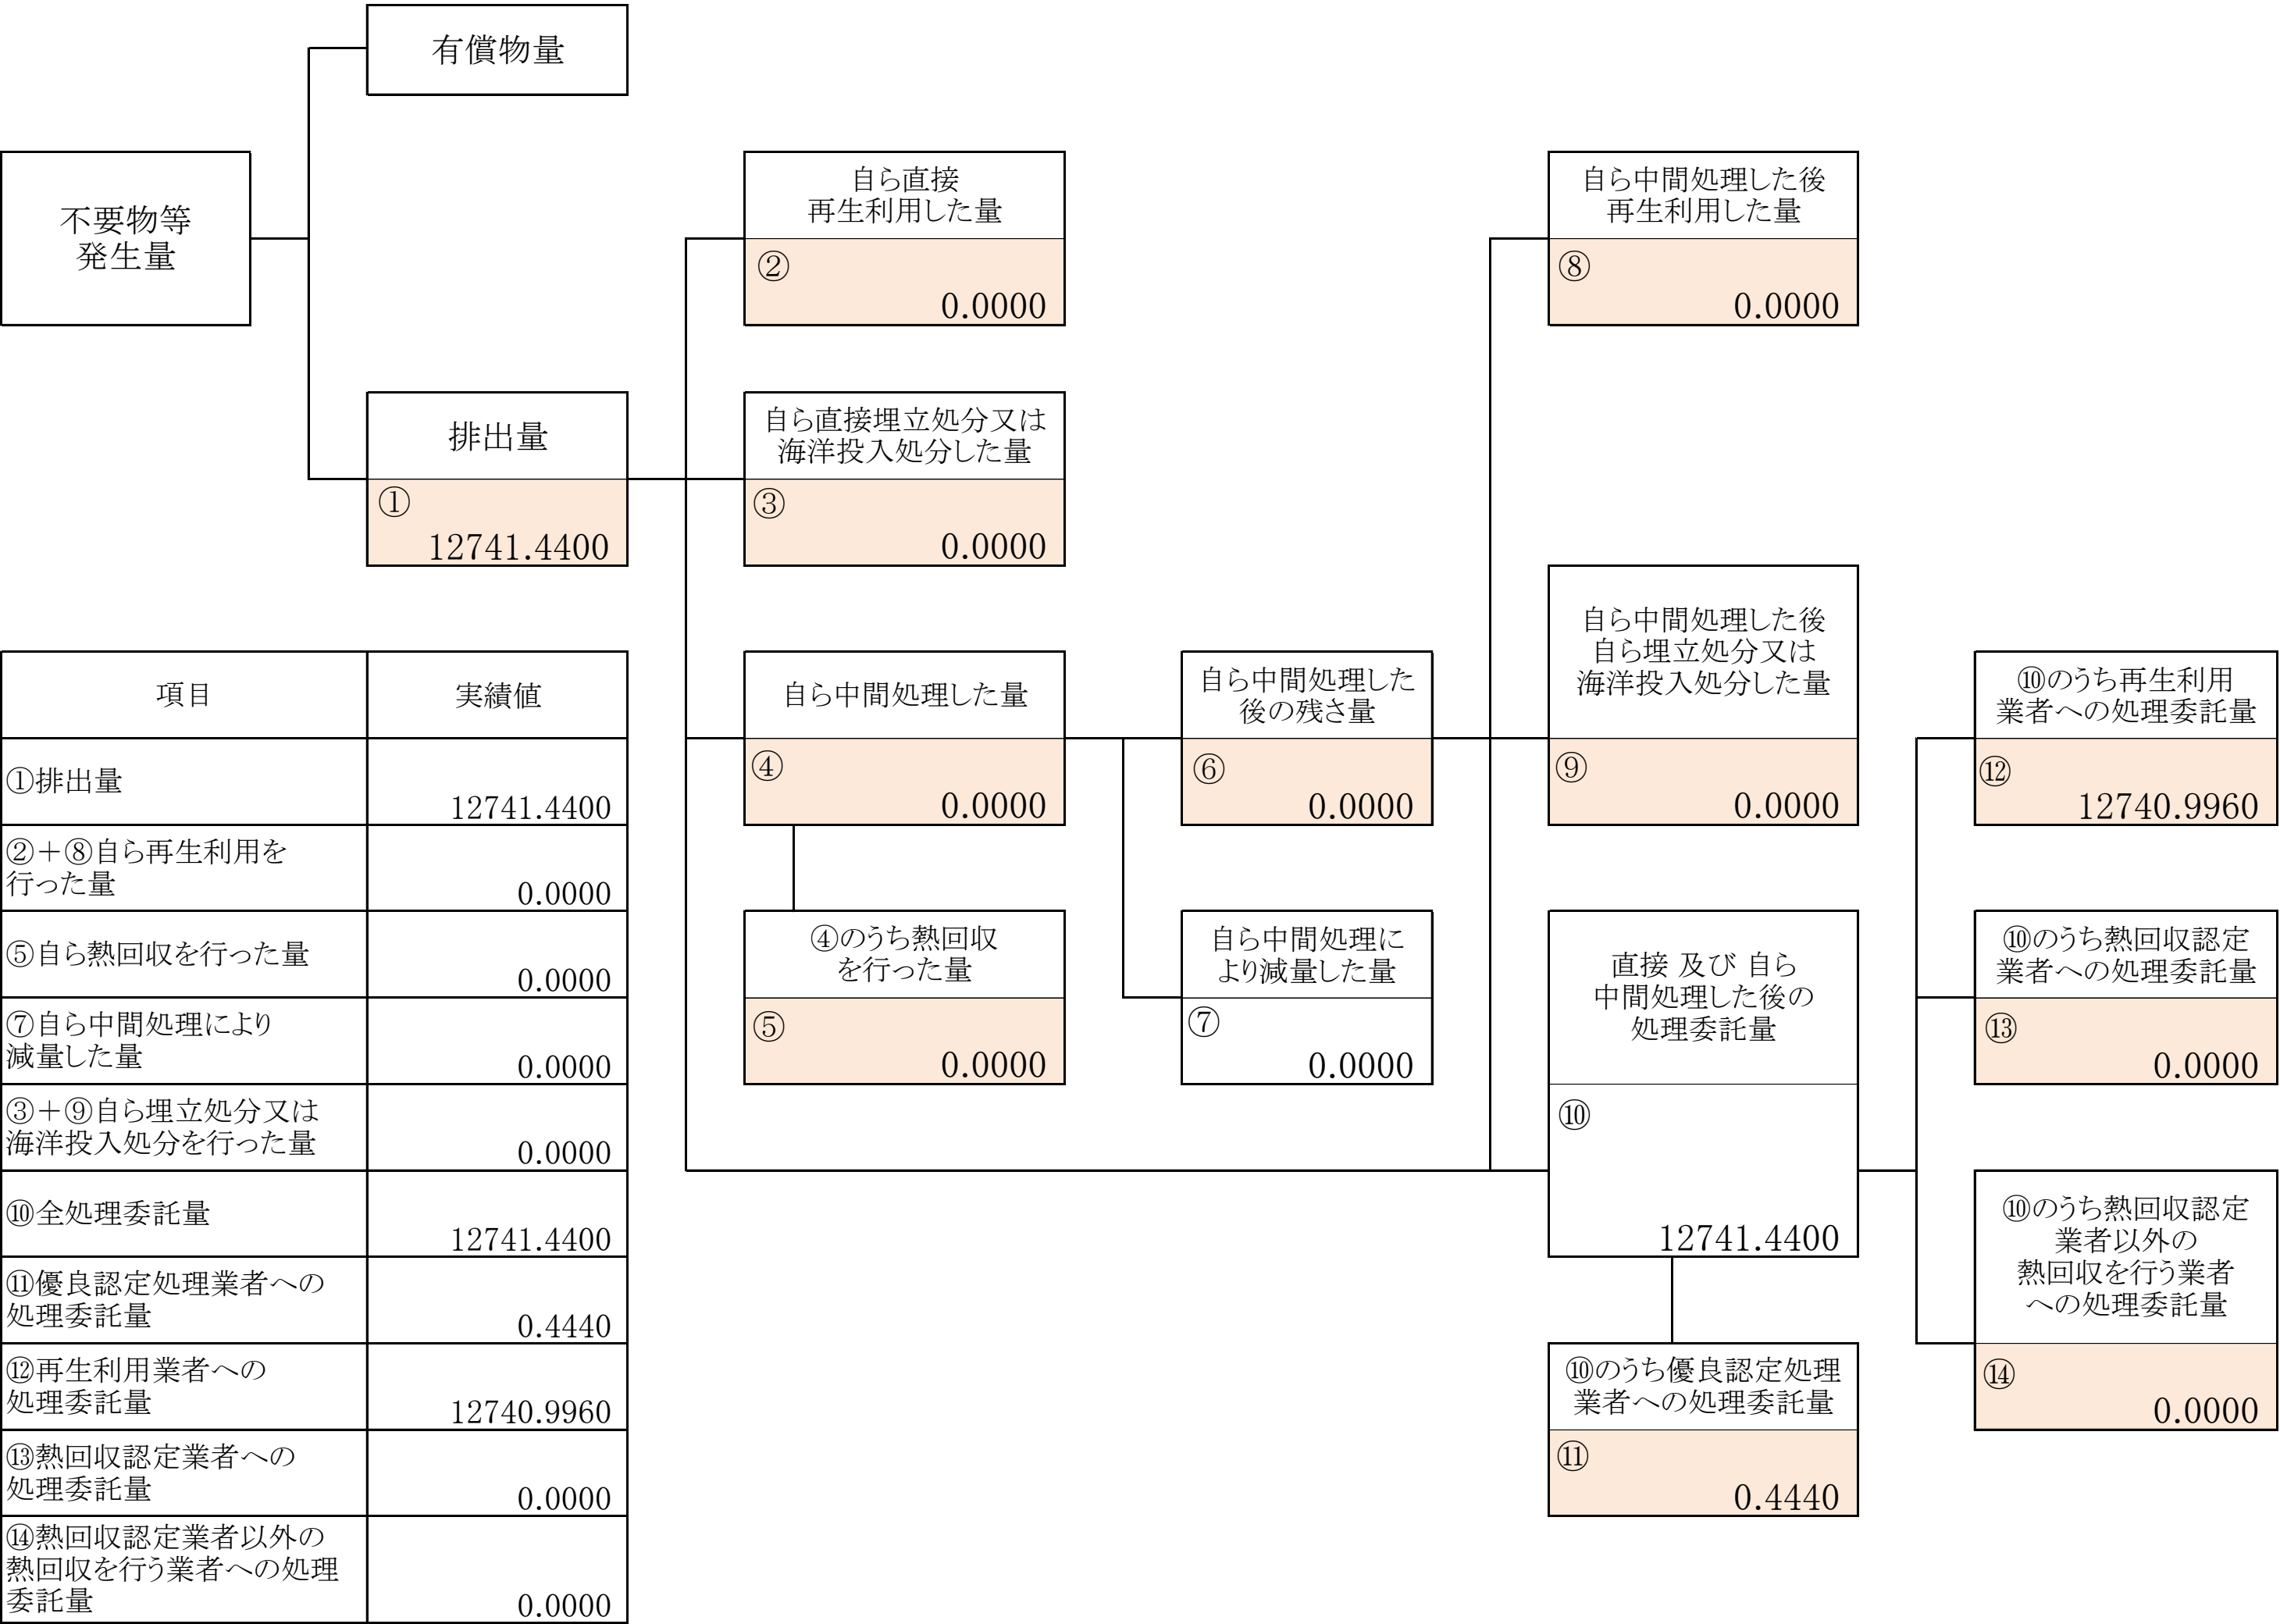 有償物量
不要物等
発生量
自ら直接
再生利用した量
②
0.0000
自ら中間処理した後
再生利用した量
⑧
0.0000
排出量
①
12741.4400
自ら直接埋立処分又は
海洋投入処分した量
③
0.0000
自ら中間処理した量
④
0.0000
自ら中間処理した
後の残さ量
⑥
0.0000
自ら中間処理した後
自ら埋立処分又は
海洋投入処分した量
⑨
0.0000
⑩のうち再生利用
業者への処理委託量
⑫
12740.9960
④のうち熱回収
を行った量
⑤
0.0000
自ら中間処理に
より減量した量
⑦
0.0000
直接 及び 自ら
中間処理した後の
処理委託量
⑩
12741.4400
⑩のうち熱回収認定
業者への処理委託量
⑬
0.0000
⑩のうち熱回収認定
業者以外の
熱回収を行う業者
への処理委託量
⑭
0.0000
⑩のうち優良認定処理
業者への処理委託量
⑪
0.4440
項目 実績値
①排出量
12741.4400
②＋⑧自ら再生利用を
行った量
0.0000
⑤自ら熱回収を行った量
0.0000
⑦自ら中間処理により
減量した量
0.0000
③＋⑨自ら埋立処分又は
海洋投入処分を行った量
0.0000
⑩全処理委託量
12741.4400
⑪優良認定処理業者への
処理委託量
0.4440
⑫再生利用業者への
処理委託量
12740.9960
⑬熱回収認定業者への
処理委託量
0.0000
⑭熱回収認定業者以外の
熱回収を行う業者への処理
委託量
0.0000